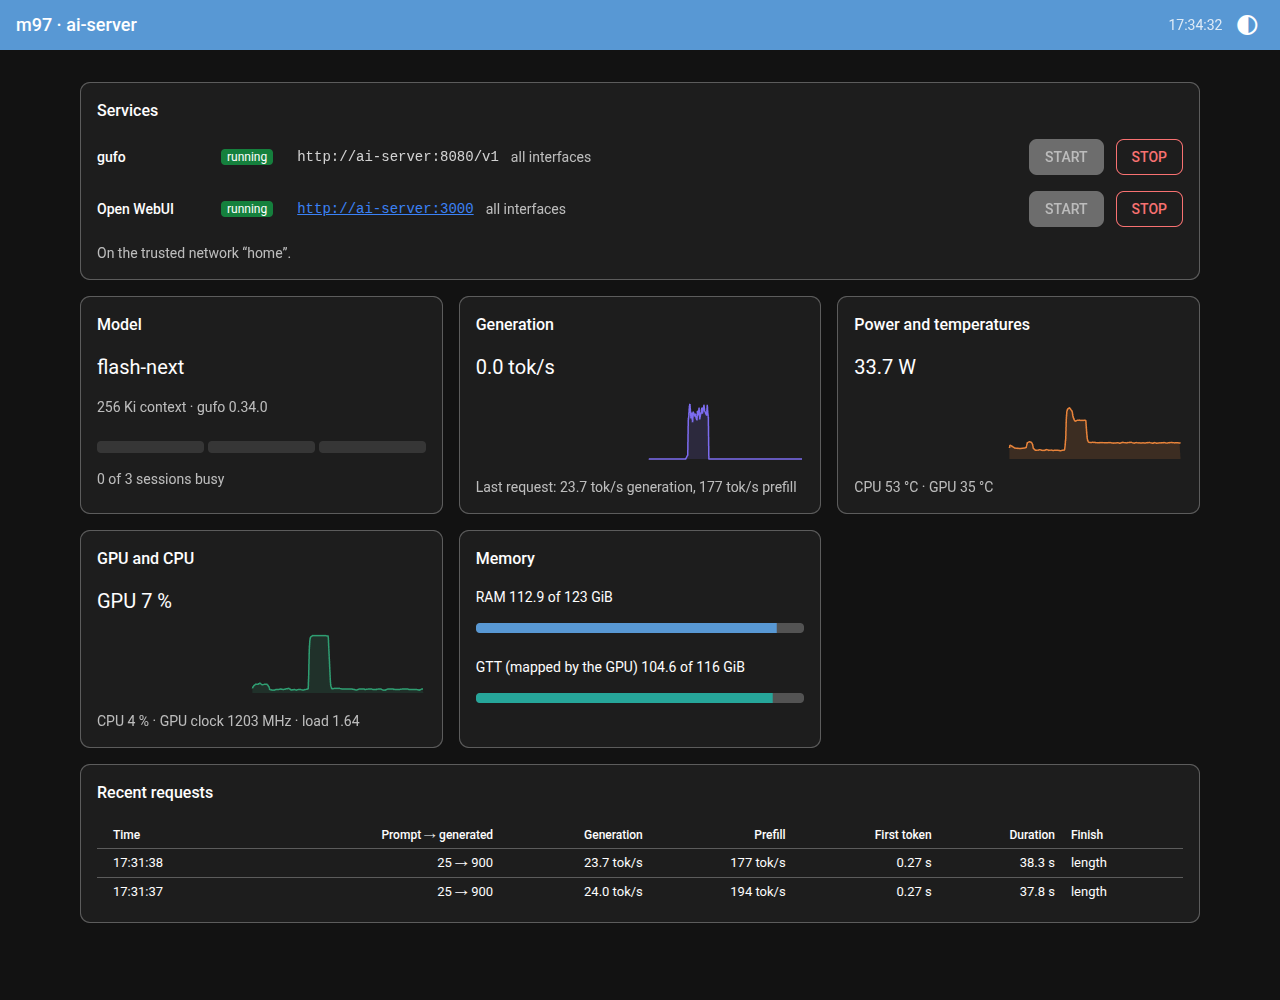 m97 · ai-server
17:34:32
Services
gufo running http://ai-server:8080/v1 all interfaces START STOP
Open WebUI running http://ai-server:3000 all interfaces START STOP
On the trusted network “home”.
Model
flash-next
256 Ki context · gufo 0.34.0
0 of 3 sessions busy
Generation
0.0 tok/s
Last request: 23.7 tok/s generation, 177 tok/s prefill
Power and temperatures
33.7 W
CPU 53 °C · GPU 35 °C
GPU and CPU
GPU 7 %
CPU 4 % · GPU clock 1203 MHz · load 1.64
Memory
RAM 112.9 of 123 GiB
GTT (mapped by the GPU) 104.6 of 116 GiB
Recent requests
Time Prompt → generated Generation Prefill First token Duration Finish
17:31:38 25 → 900 23.7 tok/s 177 tok/s 0.27 s 38.3 s length
17:31:37 25 → 900 24.0 tok/s 194 tok/s 0.27 s 37.8 s length